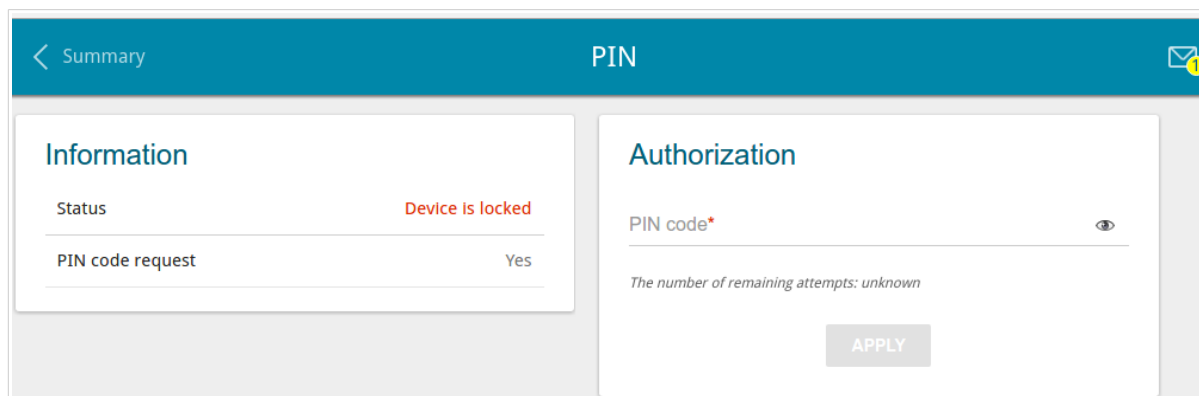 Summary
PIN
1
Information
Status Device is locked
PIN code request Yes
Authorization
PIN code*
The number of remaining attempts: unknown
APPLY